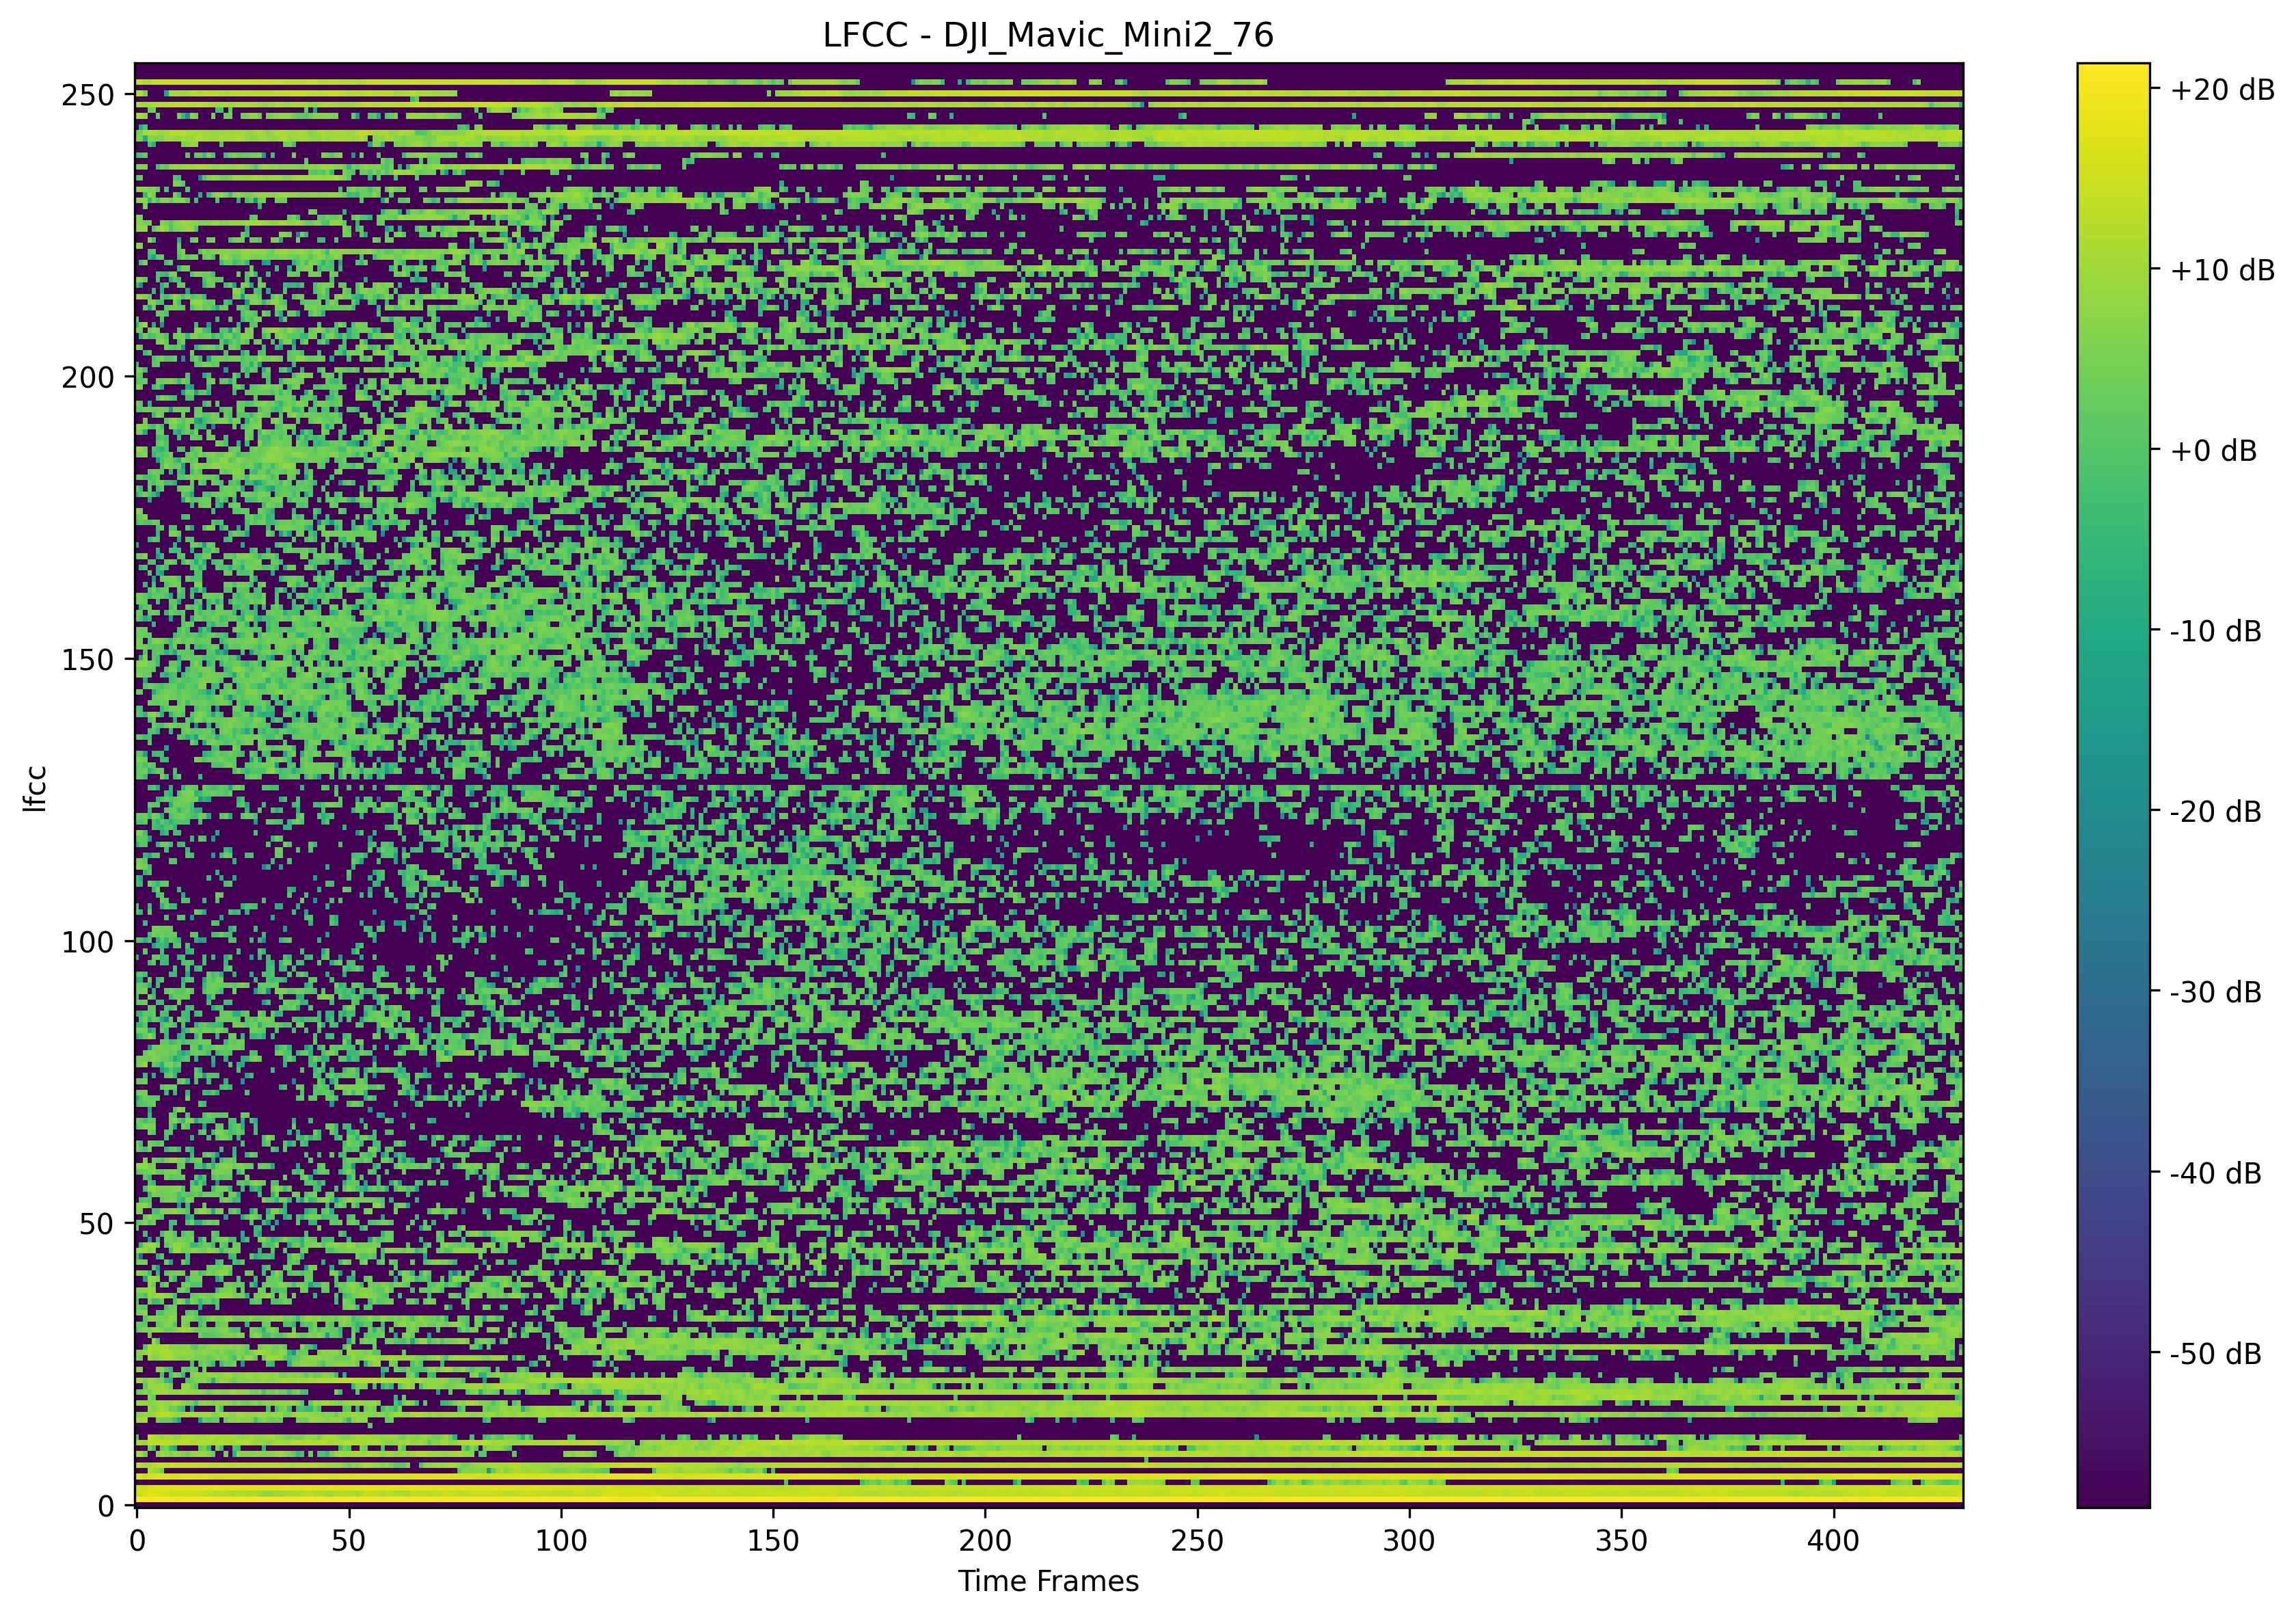 LFCC - DJI_Mavic_Mini2_76
250
200
150
100
50
0
lfcc
0 50 100 150 200 250 300 350 400
Time Frames
+20 dB
+10 dB
+0 dB
-10 dB
-20 dB
-30 dB
-40 dB
-50 dB